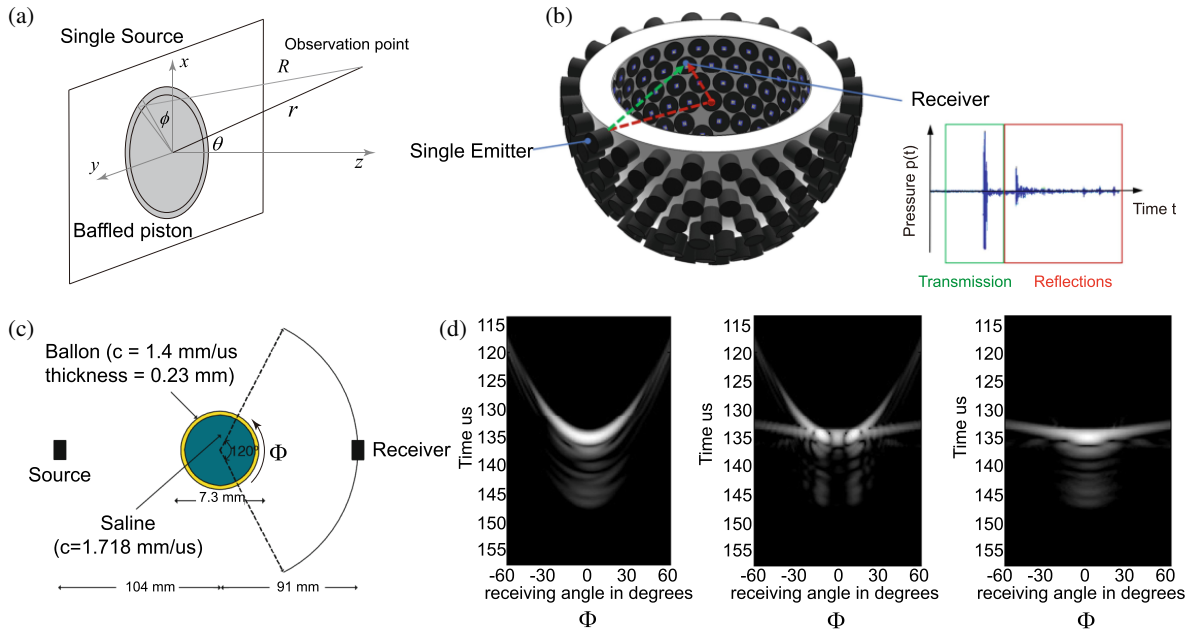 (a)
Single Source
Observation point
x
R
r
ϕ
θ
y
z
Baffled piston
(b)
Receiver
Single Emitter
Pressure p(t)
Time t
Transmission
Reflections
(c)
Ballon (c = 1.4 mm/us
thickness = 0.23 mm)
120°
Φ
Receiver
Source
7.3 mm
Saline
(c=1.718 mm/us)
104 mm
91 mm
(d)
115
120
125
130
135
140
145
150
155
Time us
-60 -30 0 30 60
receiving angle in degrees
Φ
115
120
125
130
135
140
145
150
155
Time us
-60 -30 0 30 60
receiving angle in degrees
Φ
115
120
125
130
135
140
145
150
155
Time us
-60 -30 0 30 60
receiving angle in degrees
Φ